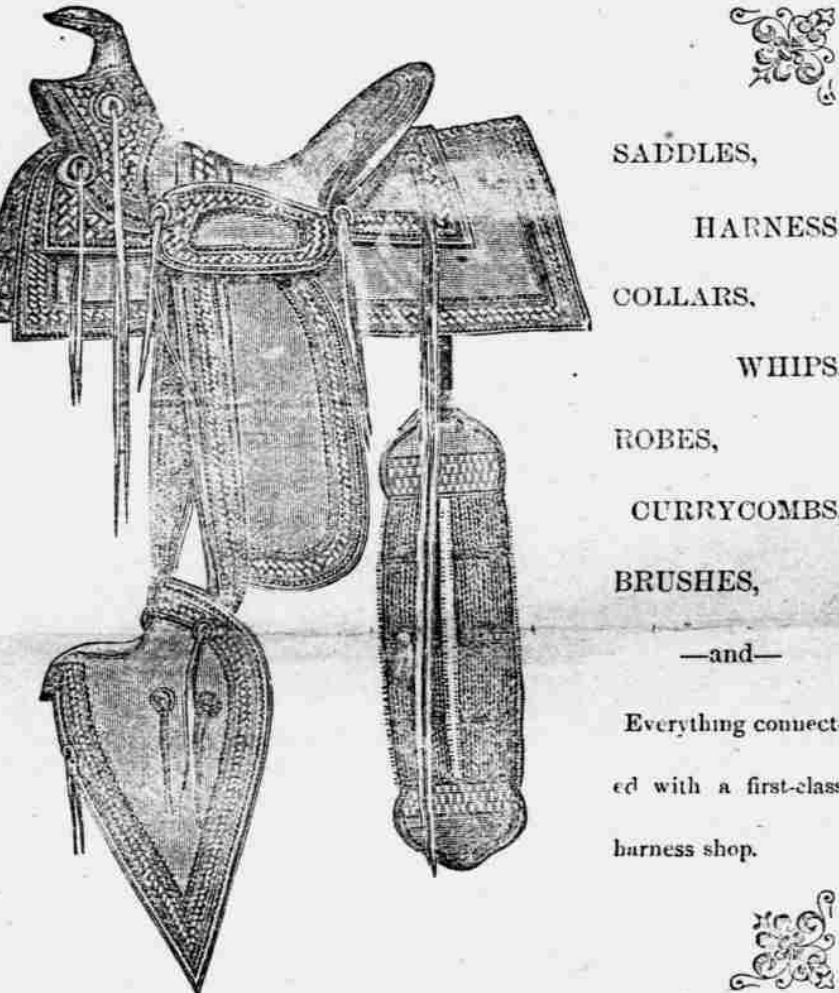 SADDLES,
HARNESS
COLLARS,
WHIPS
ROBES,
CURRYCOMBS
BRUSHES,
—and—
Everything connect-
ed with a first-class
harness shop.